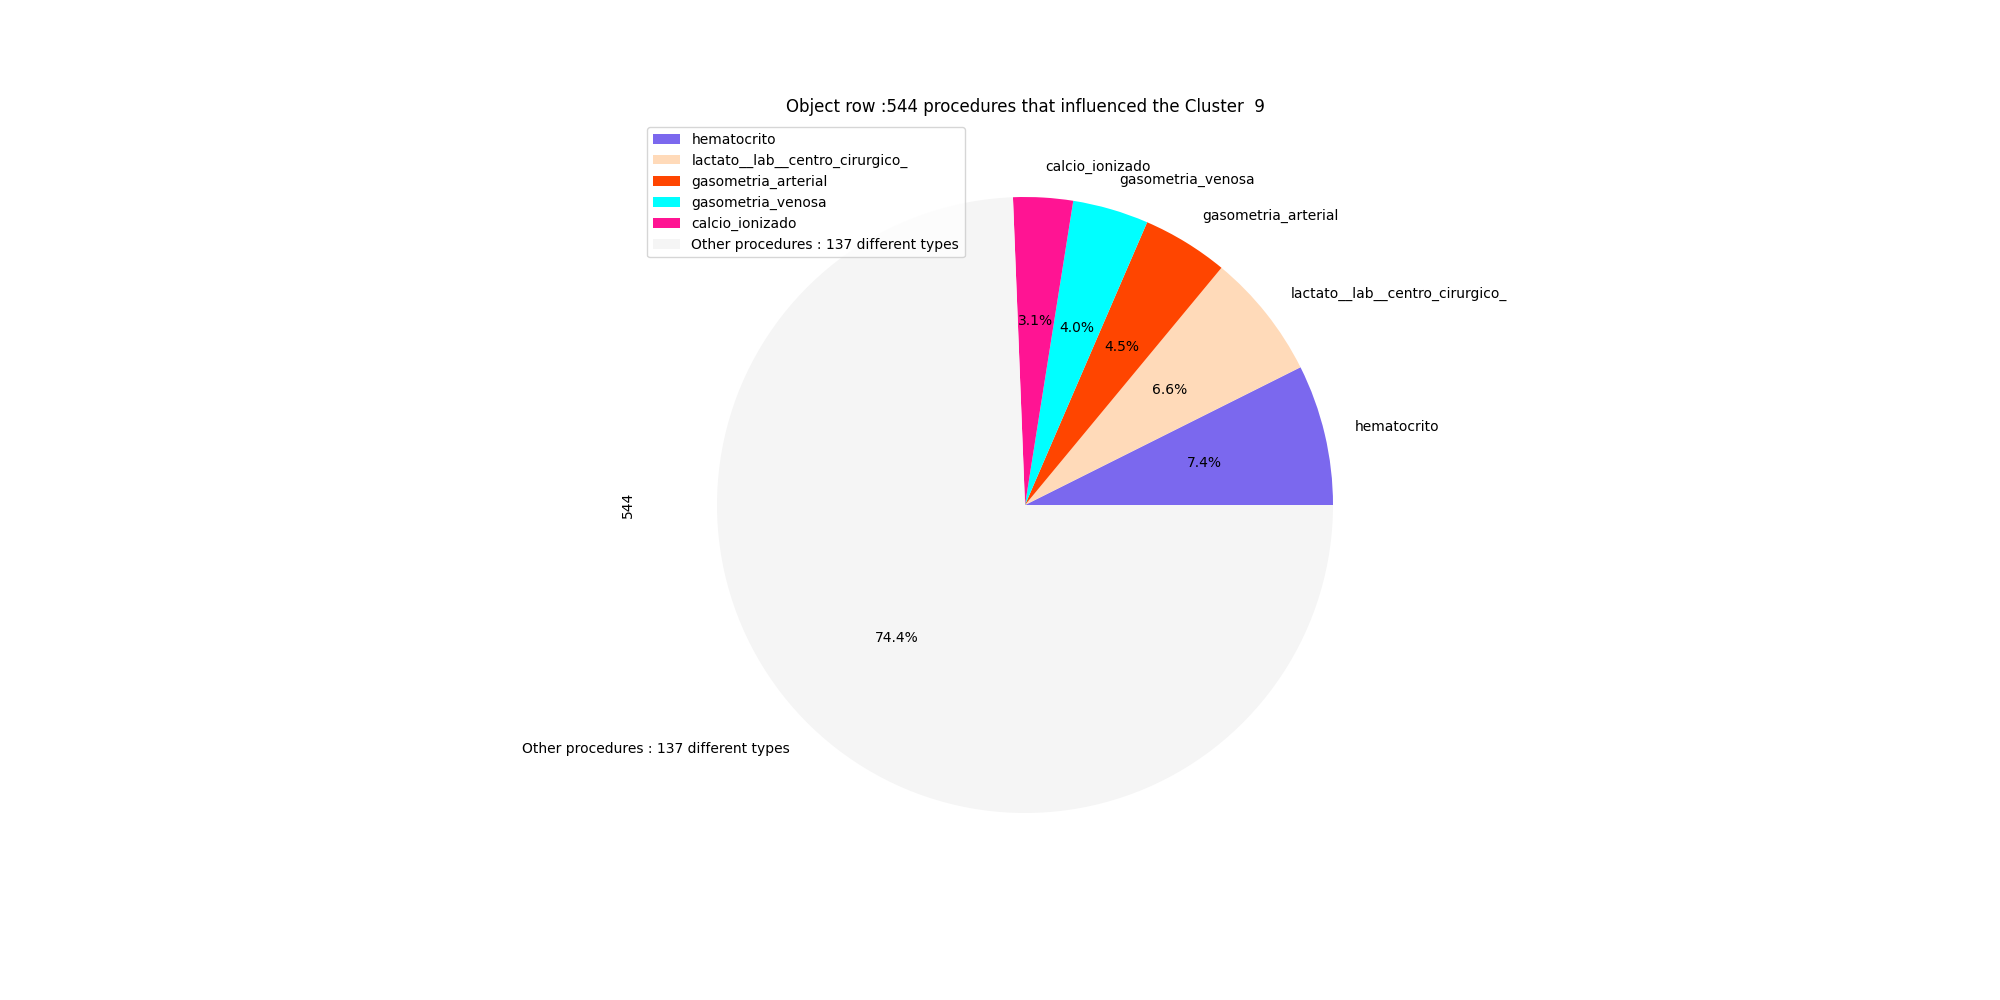 Object row :544 procedures that influenced the Cluster  9
hematocrito
lactato__lab__centro_cirurgico_
gasometria_arterial
gasometria_venosa
calcio_ionizado
Other procedures : 137 different types
calcio_ionizado
gasometria_venosa
gasometria_arterial
lactato__lab__centro_cirurgico_
hematocrito
3.1%
4.0%
4.5%
6.6%
7.4%
544
74.4%
Other procedures : 137 different types